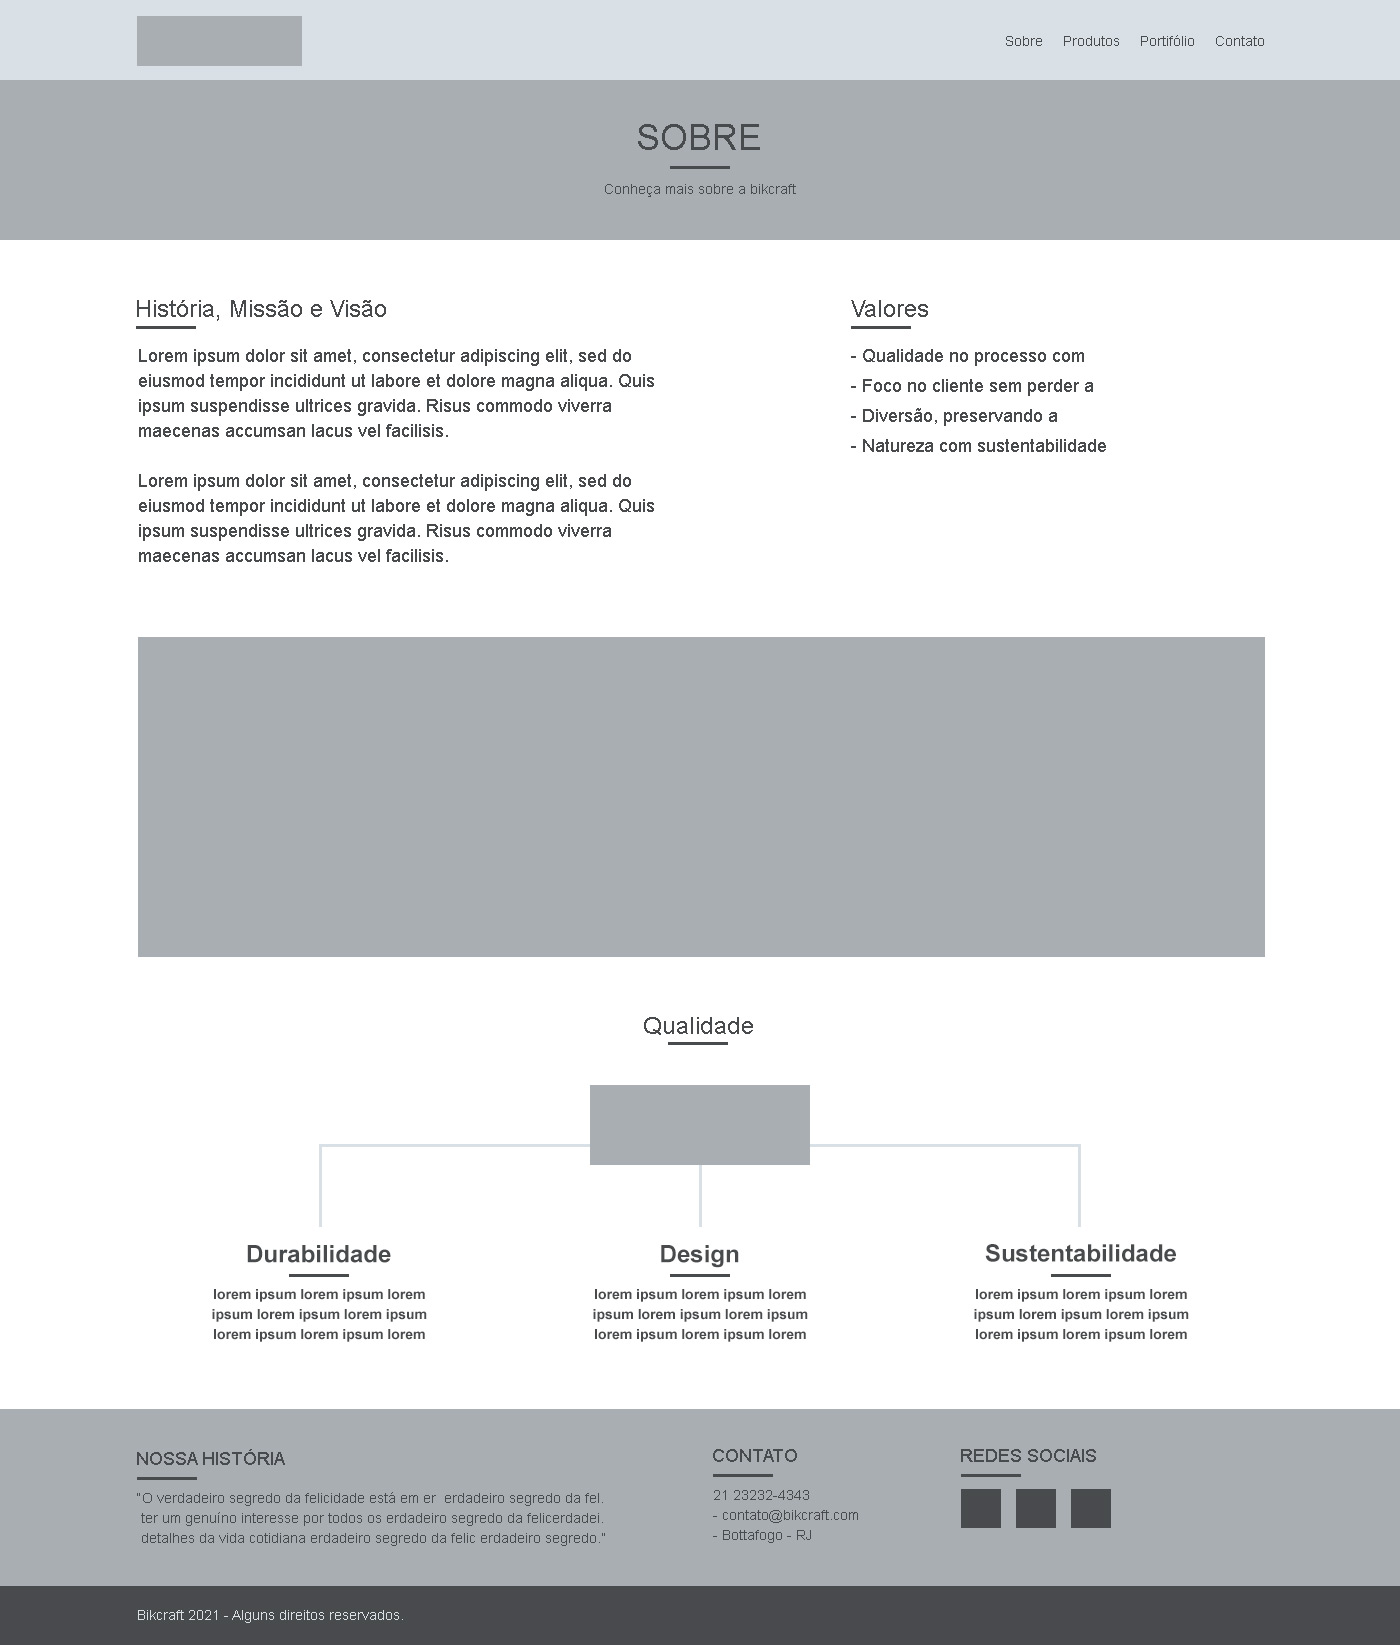 Sobre Produtos Portifólio Contato
SOBRE
Conheça mais sobre a bikcraft
História, Missão e Visão
Lorem ipsum dolor sit amet, consectetur adipiscing elit, sed do
eiusmod tempor incididunt ut labore et dolore magna aliqua. Quis
ipsum suspendisse ultrices gravida. Risus commodo viverra
maecenas accumsan lacus vel facilisis.
Lorem ipsum dolor sit amet, consectetur adipiscing elit, sed do
eiusmod tempor incididunt ut labore et dolore magna aliqua. Quis
ipsum suspendisse ultrices gravida. Risus commodo viverra
maecenas accumsan lacus vel facilisis.
Valores
- Qualidade no processo com
- Foco no cliente sem perder a
- Diversão, preservando a
- Natureza com sustentabilidade
Qualidade
Durabilidade
lorem ipsum lorem ipsum lorem
ipsum lorem ipsum lorem ipsum
lorem ipsum lorem ipsum lorem
Design
lorem ipsum lorem ipsum lorem
ipsum lorem ipsum lorem ipsum
lorem ipsum lorem ipsum lorem
Sustentabilidade
lorem ipsum lorem ipsum lorem
ipsum lorem ipsum lorem ipsum
lorem ipsum lorem ipsum lorem
NOSSA HISTÓRIA
"O verdadeiro segredo da felicidade está em er erdadeiro segredo da fel.
ter um genuíno interesse por todos os erdadeiro segredo da felicerdadei.
detalhes da vida cotidiana erdadeiro segredo da felic erdadeiro segredo."
CONTATO
21 23232-4343
- contato@bikcraft.com
- Bottafogo - RJ
REDES SOCIAIS
Bikcraft 2021 - Alguns direitos reservados.